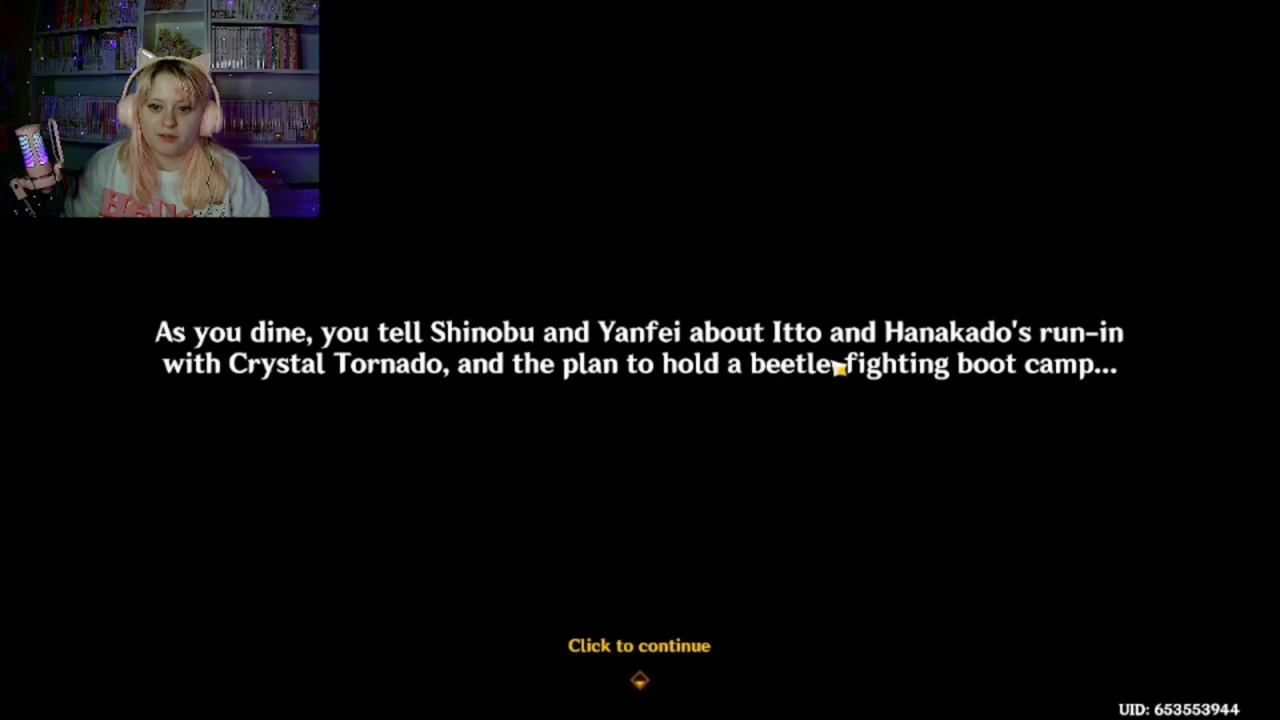 Hello
As you dine, you tell Shinobu and Yanfei about Itto and Hanakado's run-in
with Crystal Tornado, and the plan to hold a beetle-fighting boot camp...
Click to continue
UID: 653553944